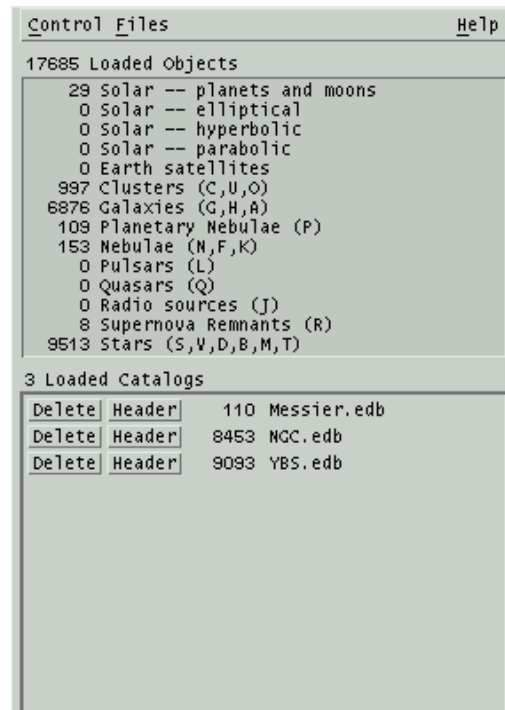 Control Files Help
17685 Loaded Objects
29 Solar -- planets and moons
0 Solar -- elliptical
0 Solar -- hyperbolic
0 Solar -- parabolic
0 Earth satellites
997 Clusters (C,U,O)
6876 Galaxies (G,H,A)
109 Planetary Nebulae (P)
153 Nebulae (N,F,K)
0 Pulsars (L)
0 Quasars (Q)
0 Radio sources (J)
8 Supernova Remnants (R)
9513 Stars (S,V,D,B,M,T)
3 Loaded Catalogs
Delete Header 110 Messier.edb
Delete Header 8453 NGC.edb
Delete Header 9093 YBS.edb